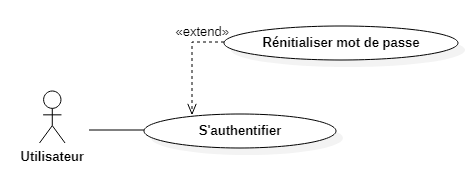 «extend»
Rénitialiser mot de passe
S'authentifier
Utilisateur